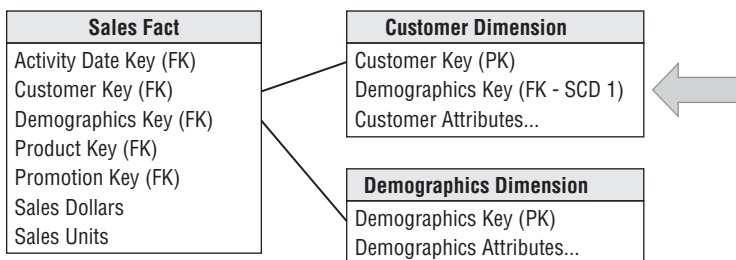 Sales Fact
Activity Date Key (FK)
Customer Key (FK)
Demographics Key (FK)
Product Key (FK)
Promotion Key (FK)
Sales Dollars
Sales Units
Customer Dimension
Customer Key (PK)
Demographics Key (FK - SCD 1)
Customer Attributes...
Demographics Dimension
Demographics Key (PK)
Demographics Attributes...